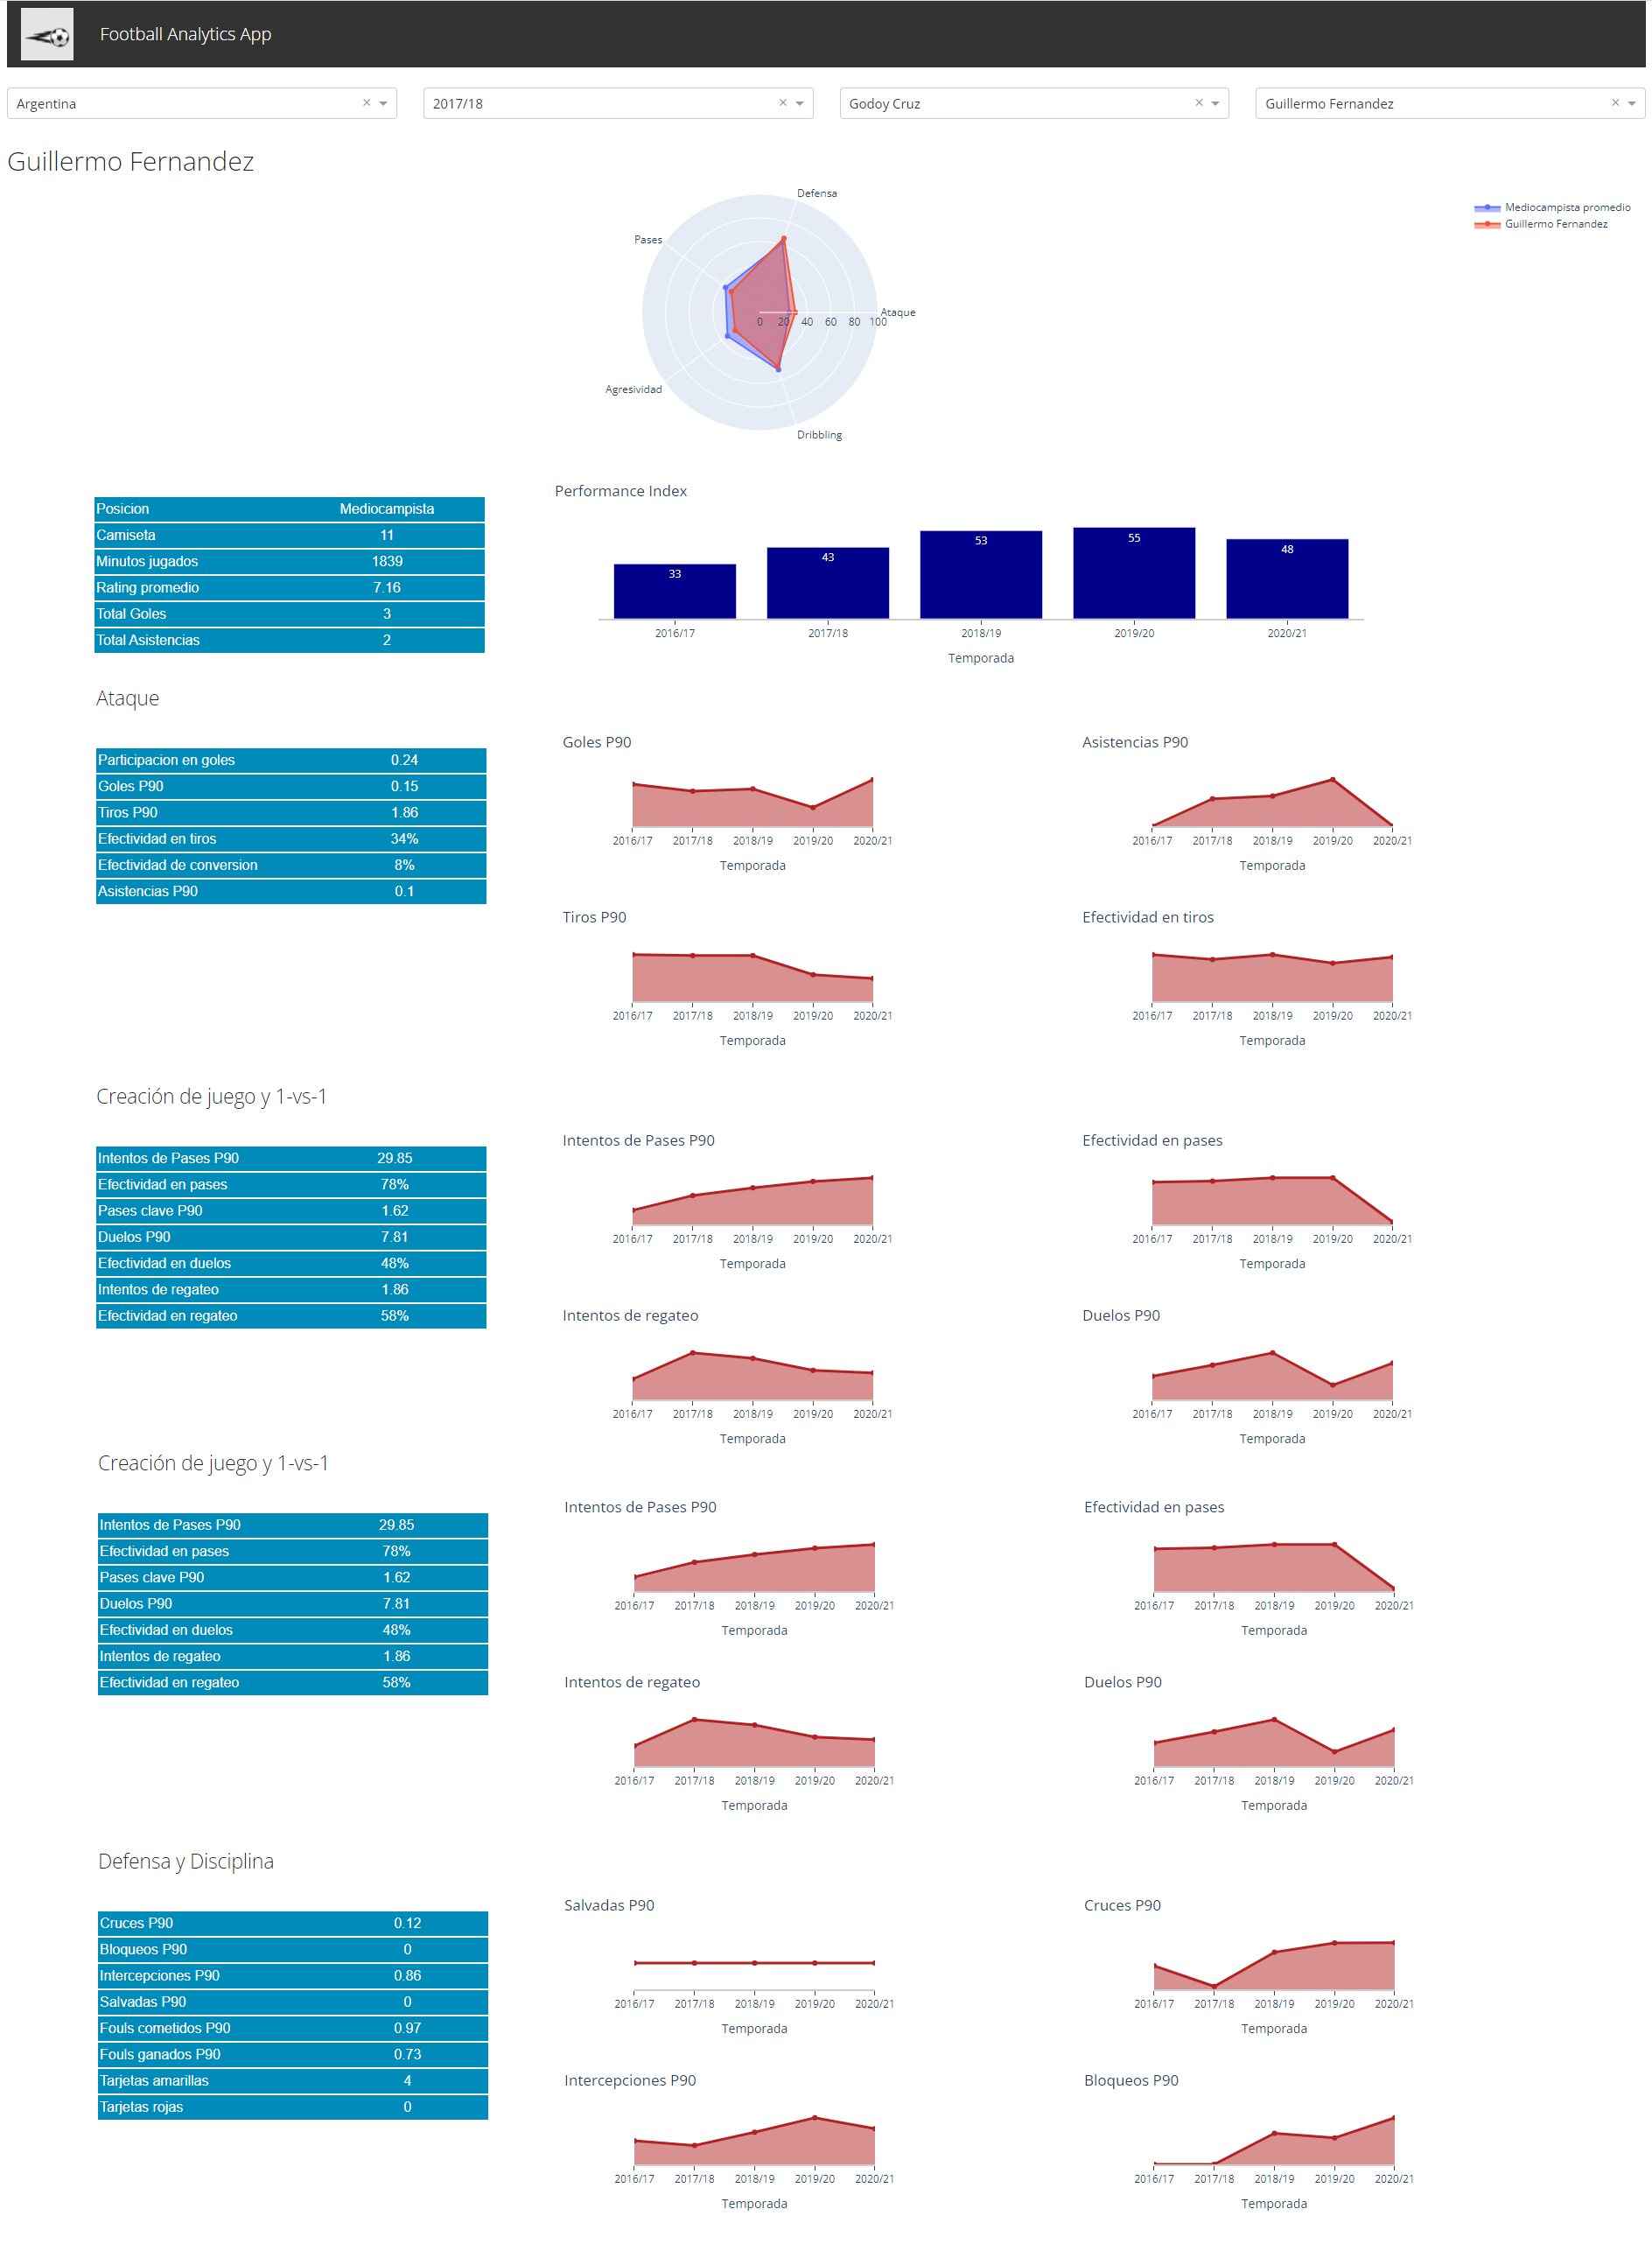 Football Analytics App
Argentina × 2017/18 × Godoy Cruz × Guillermo Fernandez ×
Guillermo Fernandez
Defensa
Pases
Ataque
0 20 40 60 80 100
Agresividad
Dribbling
Mediocampista promedio
Guillermo Fernandez
Posicion Mediocampista
Camiseta 11
Minutos jugados 1839
Rating promedio 7.16
Total Goles 3
Total Asistencias 2
Performance Index
33 43 53 55 48
2016/17 2017/18 2018/19 2019/20 2020/21
Temporada
Ataque
Participacion en goles 0.24
Goles P90 0.15
Tiros P90 1.86
Efectividad en tiros 34%
Efectividad de conversion 8%
Asistencias P90 0.1
Goles P90
2016/17 2017/18 2018/19 2019/20 2020/21
Temporada
Asistencias P90
2016/17 2017/18 2018/19 2019/20 2020/21
Temporada
Tiros P90
2016/17 2017/18 2018/19 2019/20 2020/21
Temporada
Efectividad en tiros
2016/17 2017/18 2018/19 2019/20 2020/21
Temporada
Creación de juego y 1-vs-1
Intentos de Pases P90 29.85
Efectividad en pases 78%
Pases clave P90 1.62
Duelos P90 7.81
Efectividad en duelos 48%
Intentos de regateo 1.86
Efectividad en regateo 58%
Intentos de Pases P90
2016/17 2017/18 2018/19 2019/20 2020/21
Temporada
Efectividad en pases
2016/17 2017/18 2018/19 2019/20 2020/21
Temporada
Intentos de regateo
2016/17 2017/18 2018/19 2019/20 2020/21
Temporada
Duelos P90
2016/17 2017/18 2018/19 2019/20 2020/21
Temporada
Creación de juego y 1-vs-1
Intentos de Pases P90 29.85
Efectividad en pases 78%
Pases clave P90 1.62
Duelos P90 7.81
Efectividad en duelos 48%
Intentos de regateo 1.86
Efectividad en regateo 58%
Intentos de Pases P90
2016/17 2017/18 2018/19 2019/20 2020/21
Temporada
Efectividad en pases
2016/17 2017/18 2018/19 2019/20 2020/21
Temporada
Intentos de regateo
2016/17 2017/18 2018/19 2019/20 2020/21
Temporada
Duelos P90
2016/17 2017/18 2018/19 2019/20 2020/21
Temporada
Defensa y Disciplina
Cruces P90 0.12
Bloqueos P90 0
Intercepciones P90 0.86
Salvadas P90 0
Fouls cometidos P90 0.97
Fouls ganados P90 0.73
Tarjetas amarillas 4
Tarjetas rojas 0
Salvadas P90
2016/17 2017/18 2018/19 2019/20 2020/21
Temporada
Cruces P90
2016/17 2017/18 2018/19 2019/20 2020/21
Temporada
Intercepciones P90
2016/17 2017/18 2018/19 2019/20 2020/21
Temporada
Bloqueos P90
2016/17 2017/18 2018/19 2019/20 2020/21
Temporada